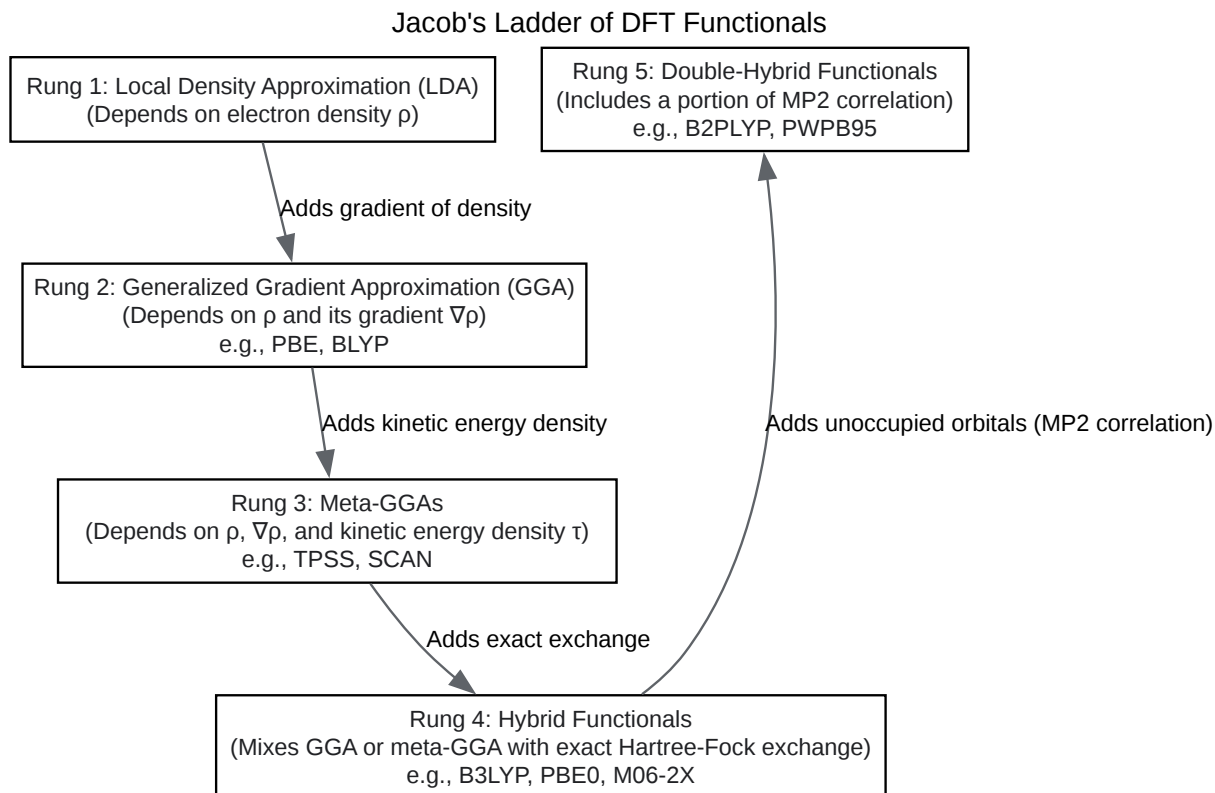 Jacob's Ladder of DFT Functionals
Rung 1: Local Density Approximation (LDA)
(Depends on electron density ρ)
Rung 5: Double-Hybrid Functionals
(Includes a portion of MP2 correlation)
e.g., B2PLYP, PWPB95
Adds gradient of density
Rung 2: Generalized Gradient Approximation (GGA)
(Depends on ρ and its gradient ∇ρ)
e.g., PBE, BLYP
Adds kinetic energy density
Adds unoccupied orbitals (MP2 correlation)
Rung 3: Meta-GGAs
(Depends on ρ, ∇ρ, and kinetic energy density τ)
e.g., TPSS, SCAN
Adds exact exchange
Rung 4: Hybrid Functionals
(Mixes GGA or meta-GGA with exact Hartree-Fock exchange)
e.g., B3LYP, PBE0, M06-2X